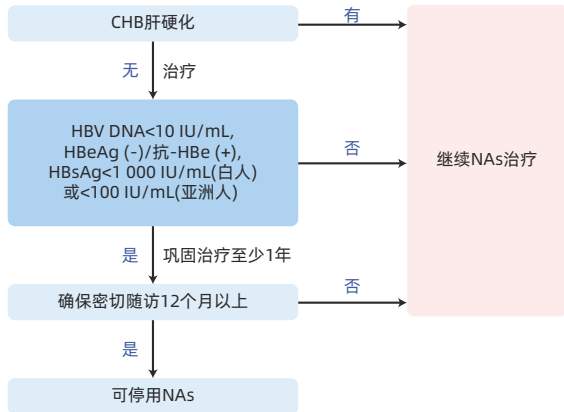 CHB肝硬化
有
无
治疗
HBV DNA<10 IU/mL,
HBeAg (-)/抗-HBe (+),
HBsAg<1 000 IU/mL(白人)
或<100 IU/mL(亚洲人)
否
继续NAs治疗
是
巩固治疗至少1年
确保密切随访12个月以上
否
是
可停用NAs